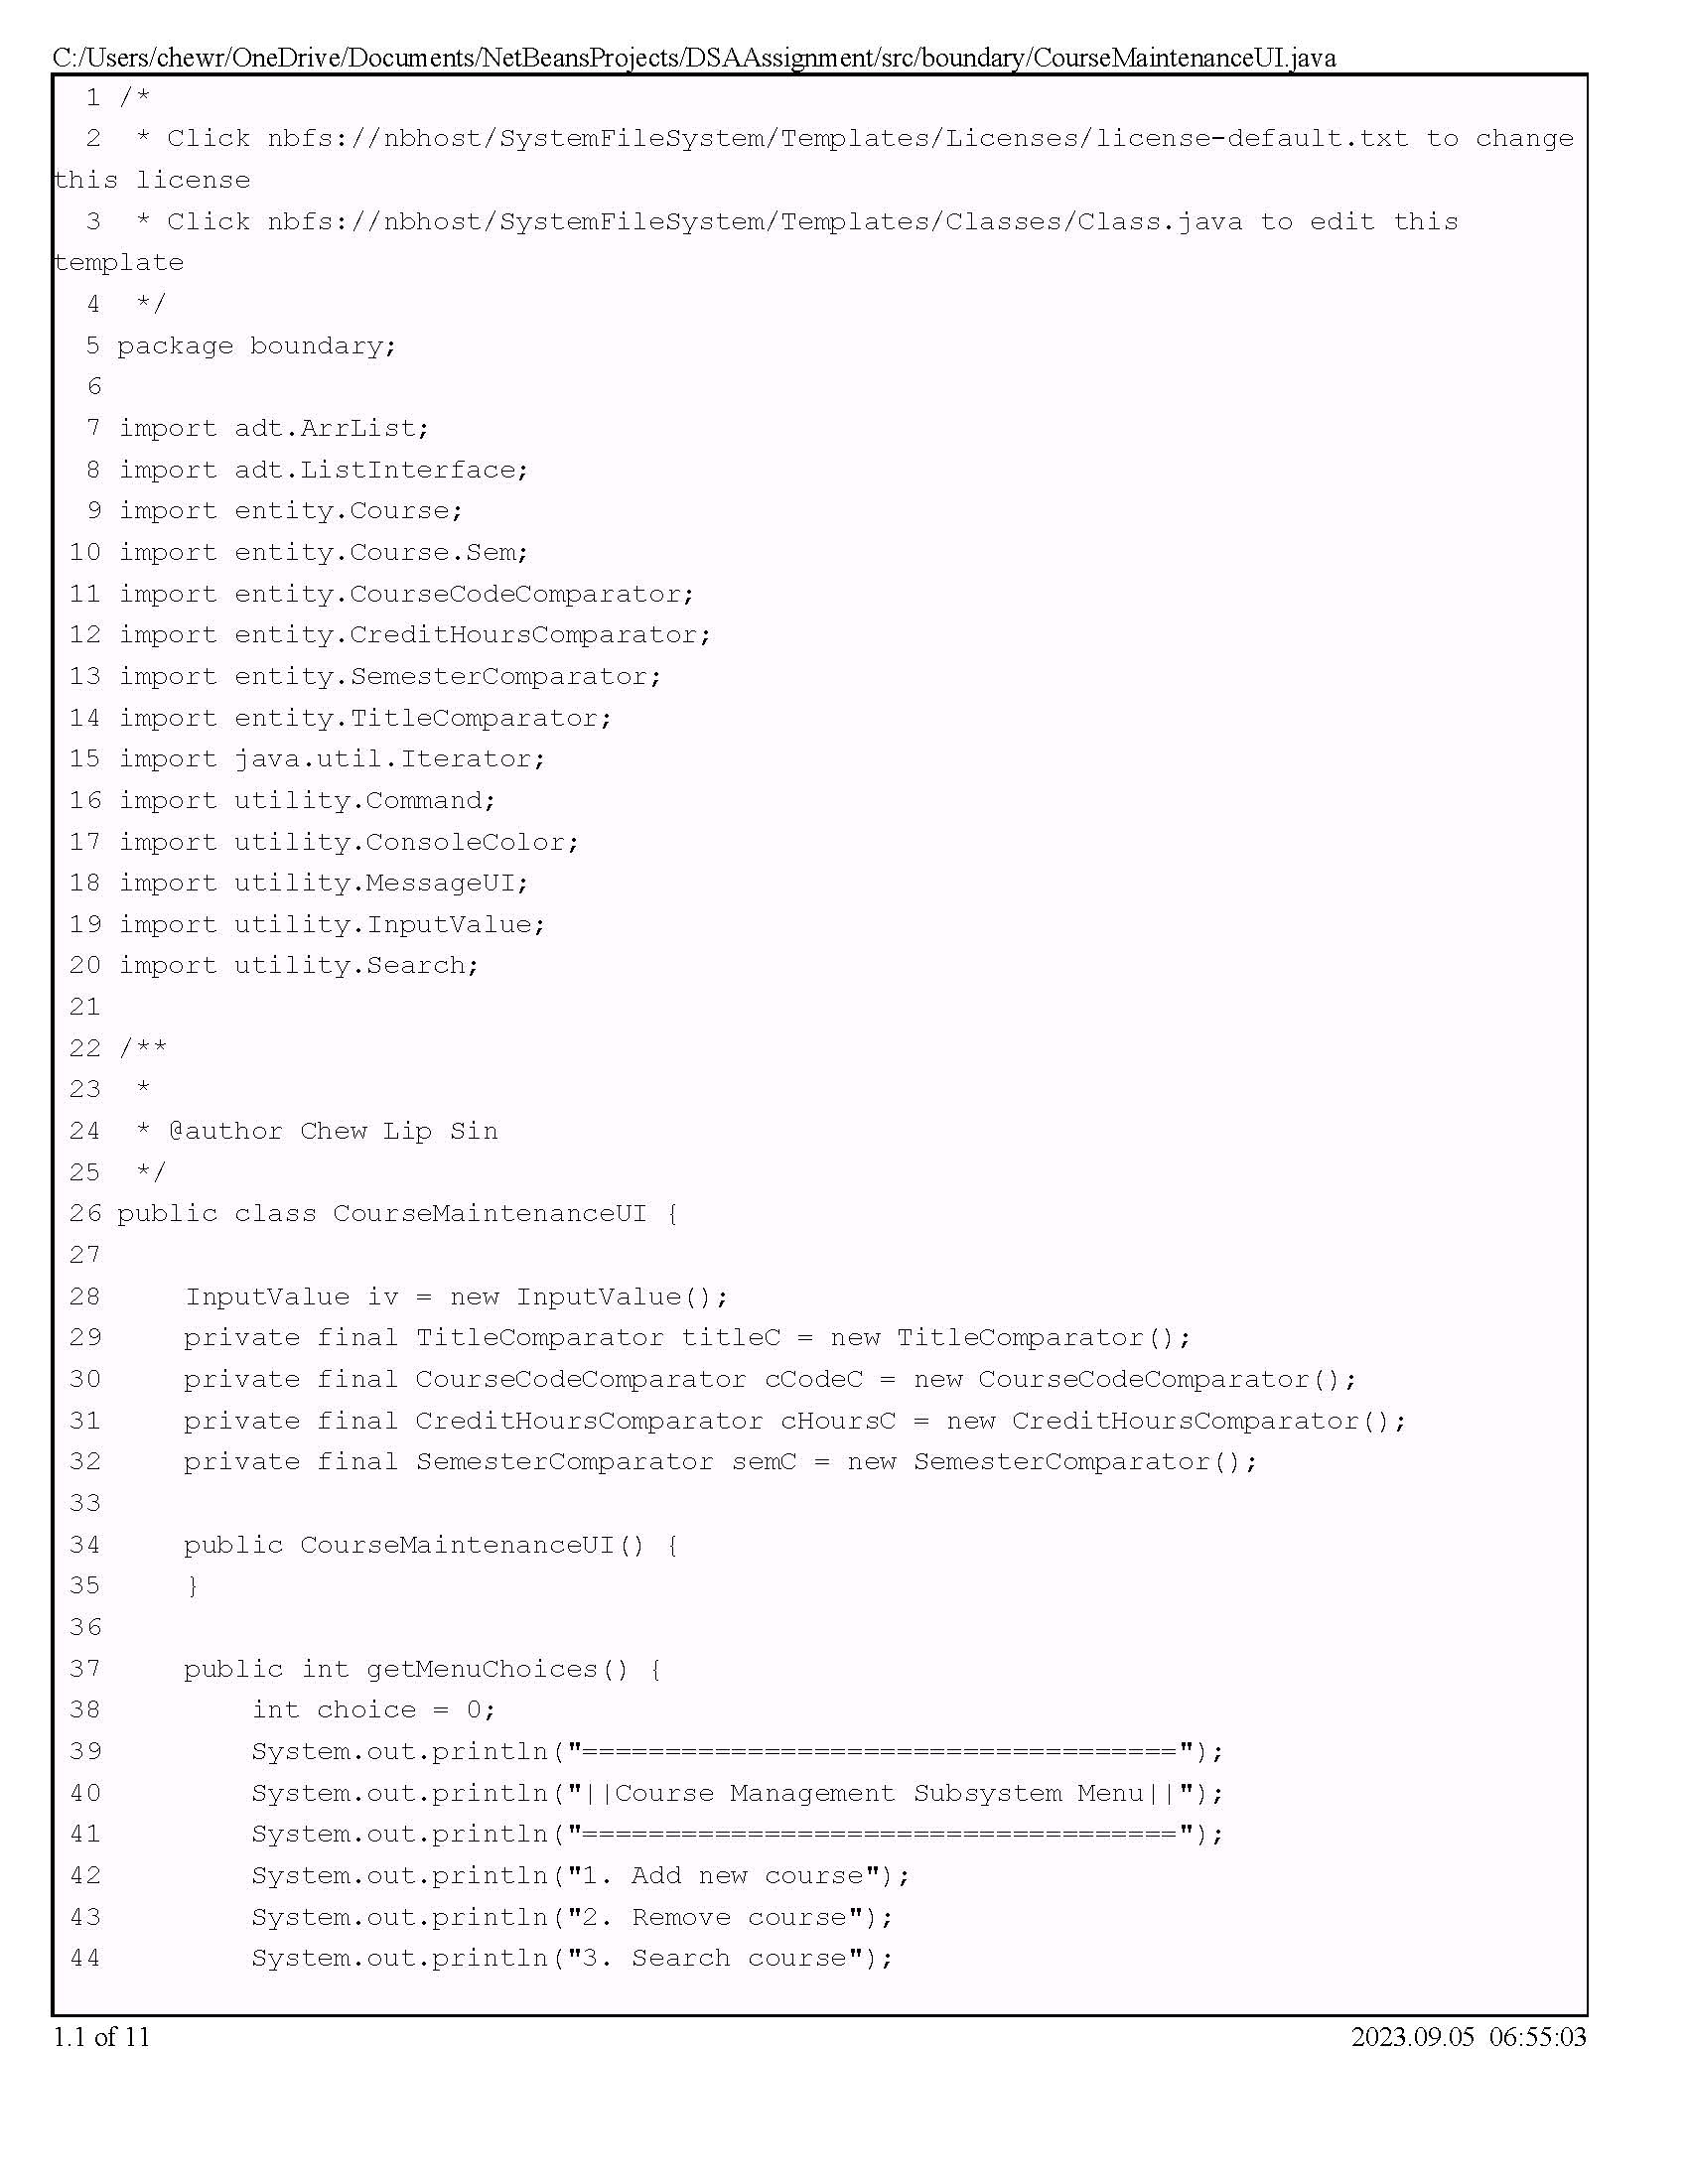 C:/Users/chewr/OneDrive/Documents/NetBeansProjects/DSAAssignment/src/boundary/CourseMaintenanceUI.java
1 /*
2  * Click nbfs://nbhost/SystemFileSystem/Templates/Licenses/license-default.txt to change
this license
3  * Click nbfs://nbhost/SystemFileSystem/Templates/Classes/Class.java to edit this
template
4  */
5 package boundary;
6
7 import adt.ArrList;
8 import adt.ListInterface;
9 import entity.Course;
10 import entity.Course.Sem;
11 import entity.CourseCodeComparator;
12 import entity.CreditHoursComparator;
13 import entity.SemesterComparator;
14 import entity.TitleComparator;
15 import java.util.Iterator;
16 import utility.Command;
17 import utility.ConsoleColor;
18 import utility.MessageUI;
19 import utility.InputValue;
20 import utility.Search;
21
22 /**
23  *
24  * @author Chew Lip Sin
25  */
26 public class CourseMaintenanceUI {
27
28     InputValue iv = new InputValue();
29     private final TitleComparator titleC = new TitleComparator();
30     private final CourseCodeComparator cCodeC = new CourseCodeComparator();
31     private final CreditHoursComparator cHoursC = new CreditHoursComparator();
32     private final SemesterComparator semC = new SemesterComparator();
33
34     public CourseMaintenanceUI() {
35     }
36
37     public int getMenuChoices() {
38         int choice = 0;
39         System.out.println("====================================");
40         System.out.println("||Course Management Subsystem Menu||");
41         System.out.println("====================================");
42         System.out.println("1. Add new course");
43         System.out.println("2. Remove course");
44         System.out.println("3. Search course");
1.1 of 11
2023.09.05 06:55:03